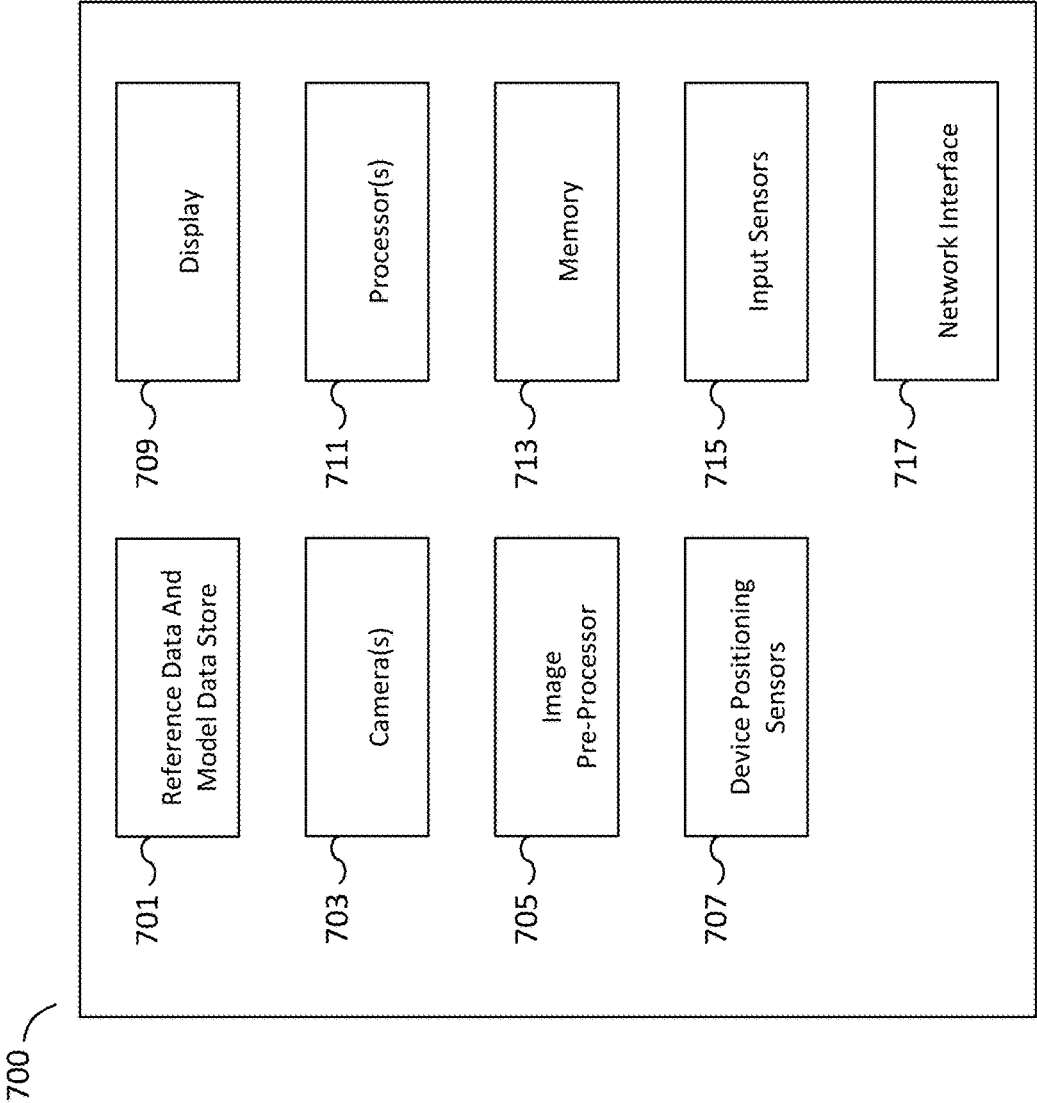 700
701
Reference Data And
Model Data Store
703
Camera(s)
705
Image
Pre-Processor
707
Device Positioning
Sensors
709
Display
711
Processor(s)
713
Memory
715
Input Sensors
717
Network Interface